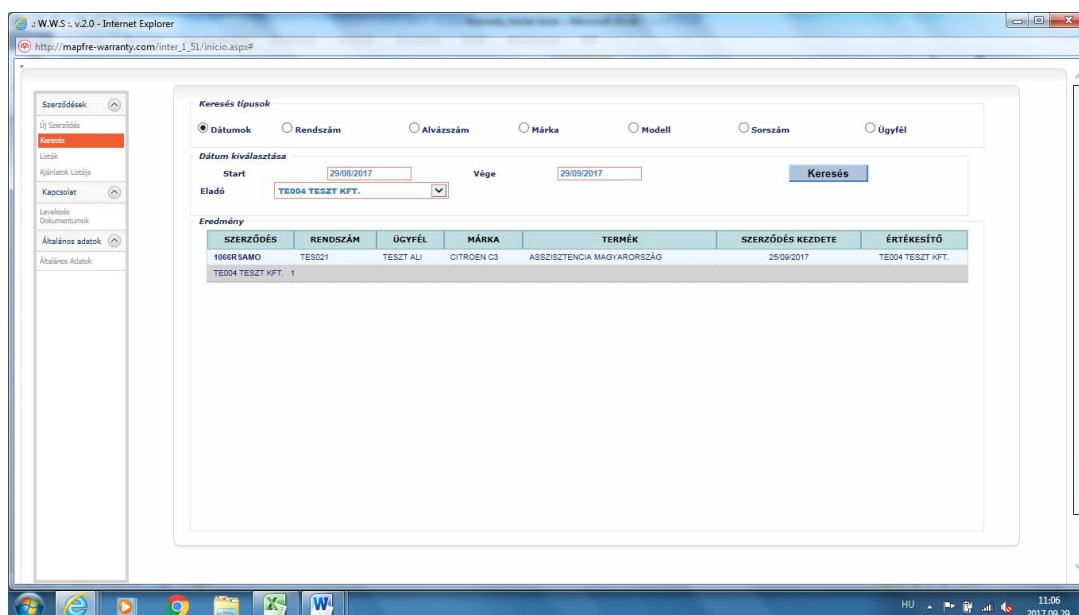 .: W.W.S :. v.2.0 - Internet Explorer
http://mapfre-warranty.com/inter_1_51/inicio.aspx#
Szerződések
Új Szerződés
Keresés
Listák
Ajánlatok Listája
Kapcsolat
Levelezés
Dokumentumok
Általános adatok
Általános Adatok
Keresés típusok
Dátumok Rendszám Alvázszám Márka Modell Sorszám Ügyfél
Dátum kiválasztása
Start 29/08/2017 Vége 29/09/2017 Keresés
Eladó TE004 TESZT KFT.
Eredmény
SZERZŐDÉS RENDSZÁM ÜGYFÉL MÁRKA TERMÉK SZERZŐDÉS KEZDETE ÉRTÉKESÍTŐ
1066RSAMO TES021 TESZT ALI CITROEN C3 ASSZISZTENCIA MAGYARORSZÁG 25/09/2017 TE004 TESZT KFT.
TE004 TESZT KFT. 1
HU 11:06
2017.09.29